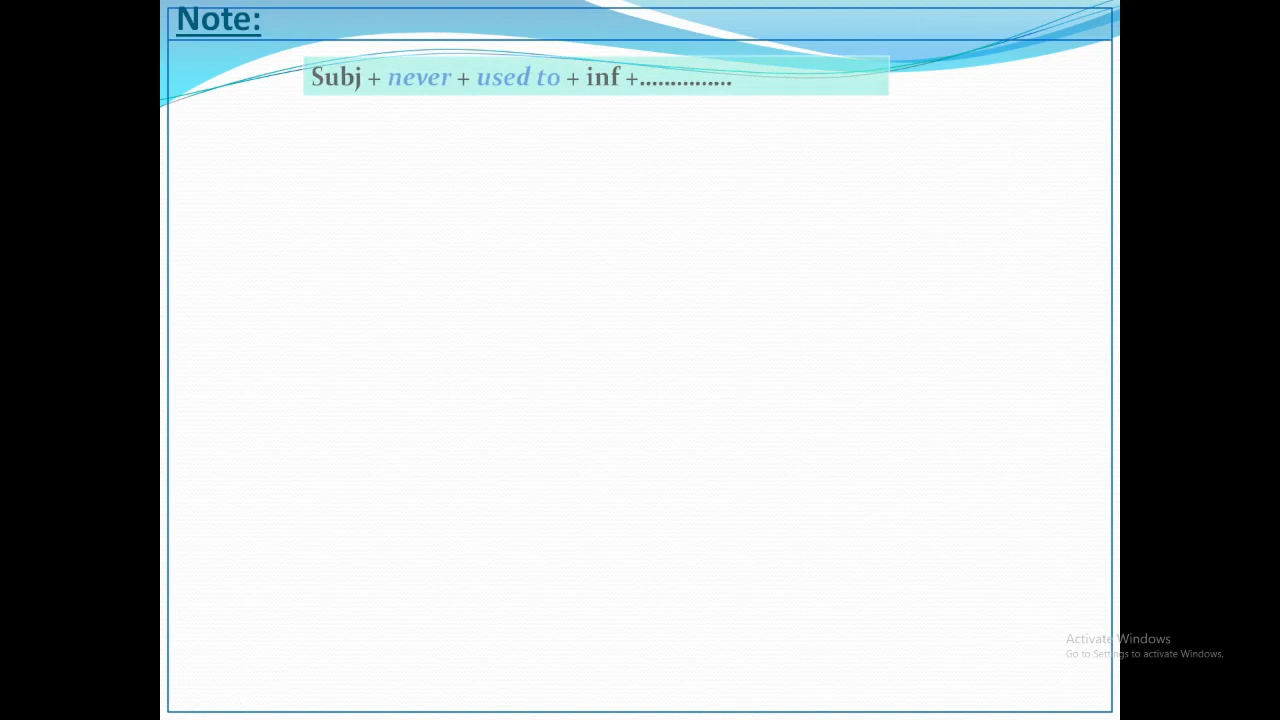 Note:
Subj + never + used to + inf +...............
Activate Windows
Go to Settings to activate Windows.